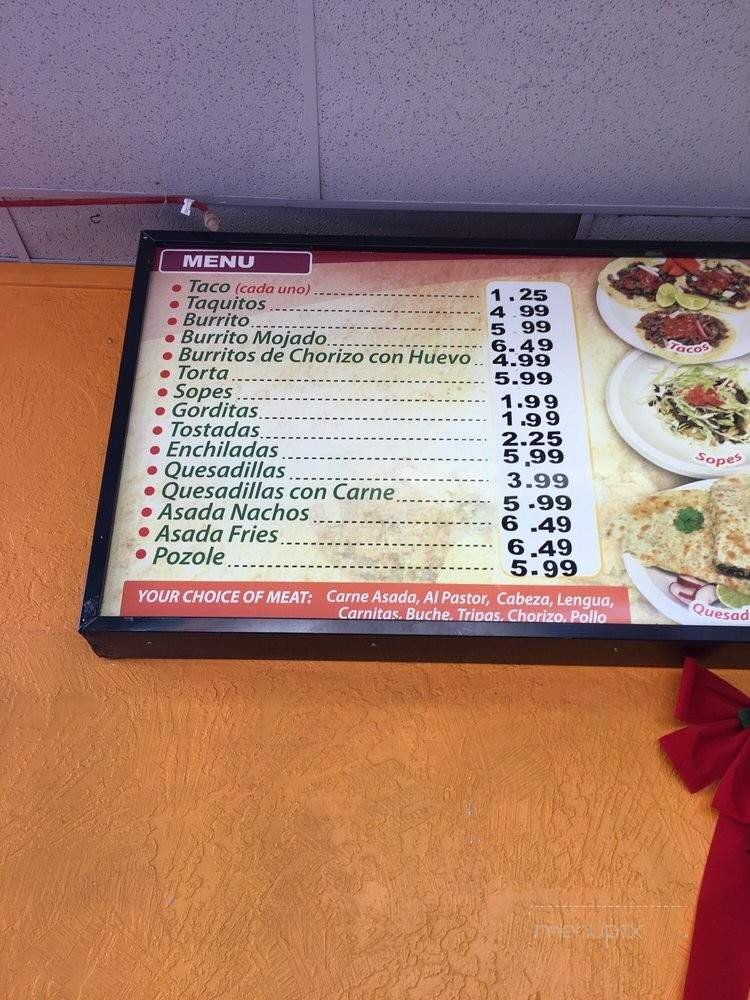 MENU
Taco (cada uno) 1.25
Taquitos 4.99
Burrito 5.99
Burrito Mojado 6.49
Burritos de Chorizo con Huevo 4.99
Torta 5.99
Sopes 1.99
Gorditas 1.99
Tostadas 2.25
Enchiladas 5,99
Quesadillas 3.99
Quesadillas con Carne 5.99
Asada Nachos 6.49
Asada Fries 6.49
Pozole 5.99
YOUR CHOICE OF MEAT: Carne Asada, Al Pastor, Cabeza, Lengua,
Carnitas, Buche, Tripas, Chorizo, Pollo
Tacos
Sopes
Quesad
menupix